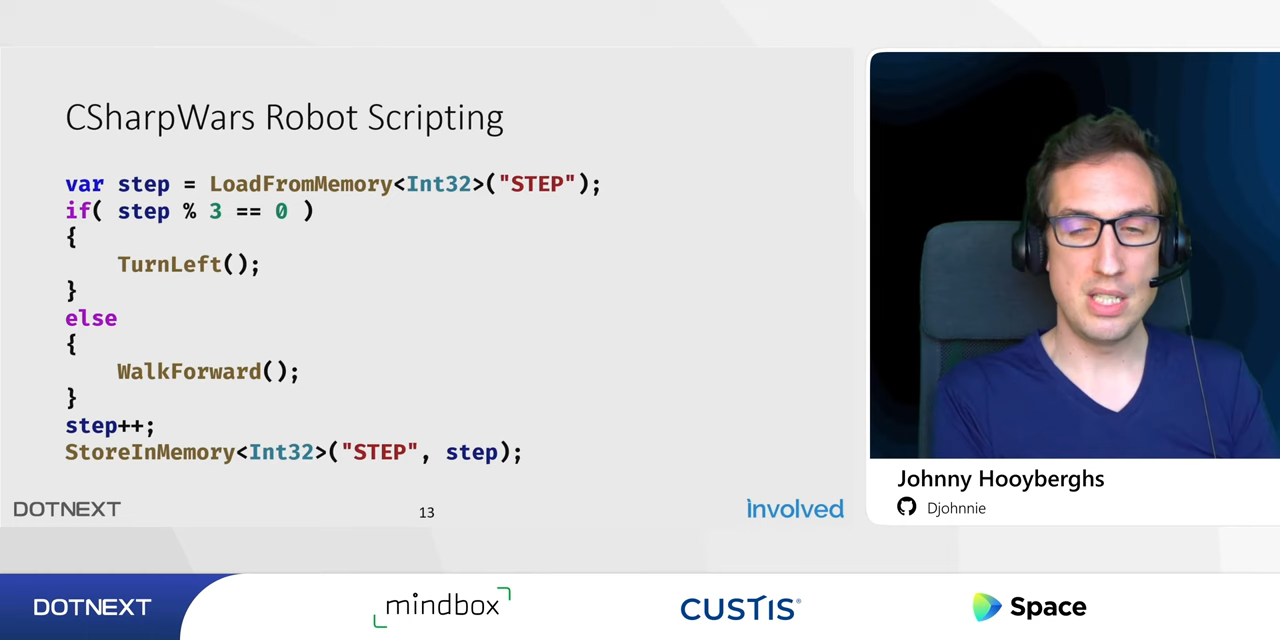 CSharpWars Robot Scripting
var step = LoadFromMemory<Int32>("STEP");
if( step % 3 == 0 )
{
TurnLeft();
}
else
{
WalkForward();
}
step++;
StoreInMemory<Int32>("STEP", step);
DOTNEXT
13
involved
Johnny Hooyberghs
Djohnnie
DOTNEXT
mindbox
CUSTIS®
Space